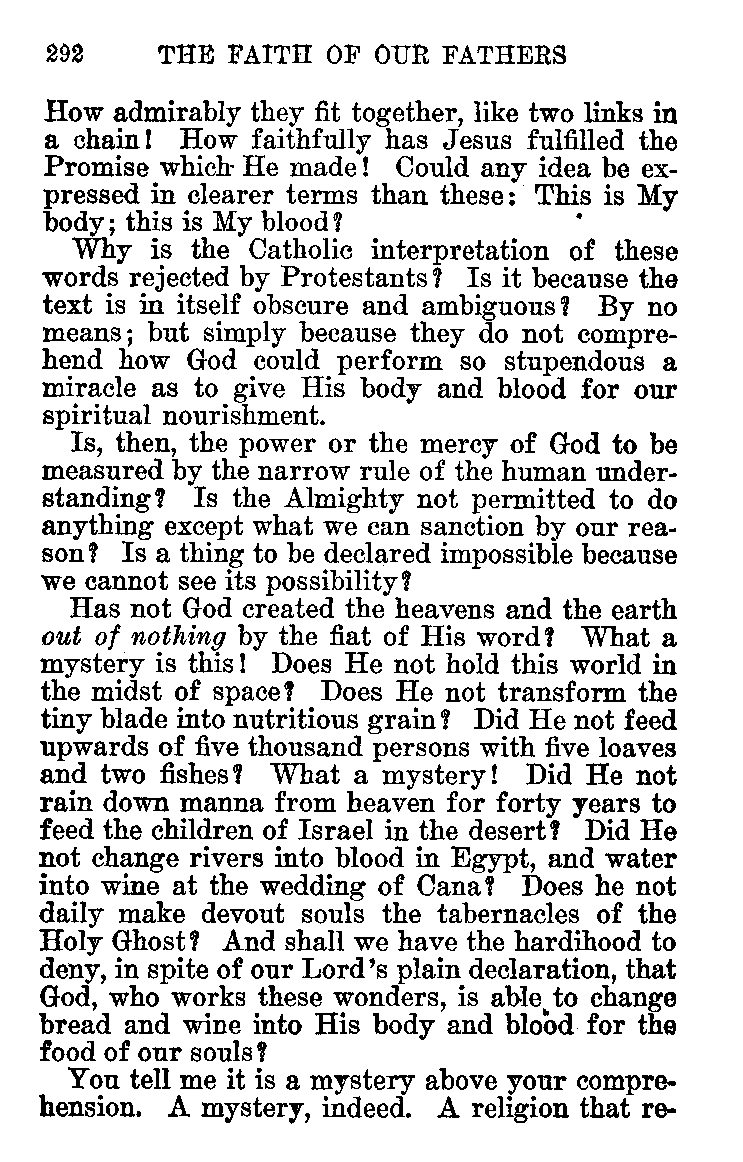 292 THE FAITH OF OUR FATHERS
How admirably they fit together, like two links in
a chain! How faithfully has Jesus fulfilled the
Promise which He made! Could any idea be ex-
pressed in clearer terms than these: This is My
body; this is My blood?
Why is the Catholic interpretation of these
words rejected by Protestants? Is it because the
text is in itself obscure and ambiguous? By no
means; but simply because they do not compre-
hend how God could perform so stupendous a
miracle as to give His body and blood for our
spiritual nourishment.
Is, then, the power or the mercy of God to be
measured by the narrow rule of the human under-
standing? Is the Almighty not permitted to do
anything except what we can sanction by our rea-
son? Is a thing to be declared impossible because
we cannot see its possibility?
Has not God created the heavens and the earth
out of nothing by the fiat of His word? What a
mystery is this! Does He not hold this world in
the midst of space? Does He not transform the
tiny blade into nutritious grain? Did He not feed
upwards of five thousand persons with five loaves
and two fishes? What a mystery! Did He not
rain down manna from heaven for forty years to
feed the children of Israel in the desert? Did He
not change rivers into blood in Egypt, and water
into wine at the wedding of Cana? Does he not
daily make devout souls the tabernacles of the
Holy Ghost? And shall we have the hardihood to
deny, in spite of our Lord's plain declaration, that
God, who works these wonders, is able to change
bread and wine into His body and blood for the
food of our souls?
You tell me it is a mystery above your compre-
hension. A mystery, indeed. A religion that re-